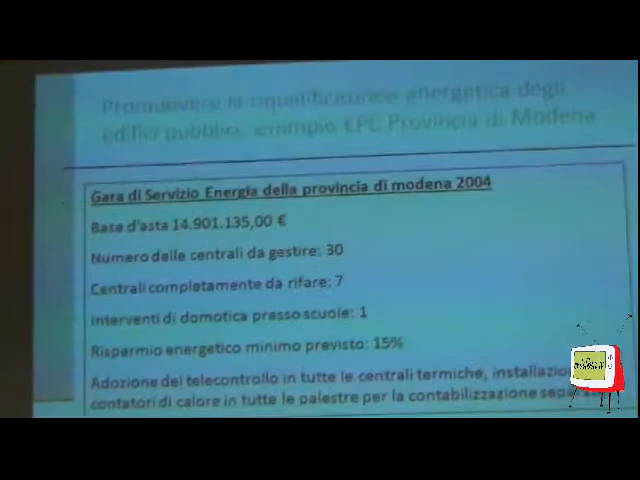 Promuovere la riqualificazione energetica degli
edifici pubblici: esempio EPC Provincia di Modena
Gara di Servizio Energia della provincia di modena 2004
Base d'asta 14.901.135,00 €
Numero delle centrali da gestire: 30
Centrali completamente da rifare: 7
interventi di domotica presso scuole: 1
Risparmio energetico minimo previsto: 15%
Adozione del telecontrollo in tutte le centrali termiche,
contatori di calore in tutte le palestre per la contabilizzazione